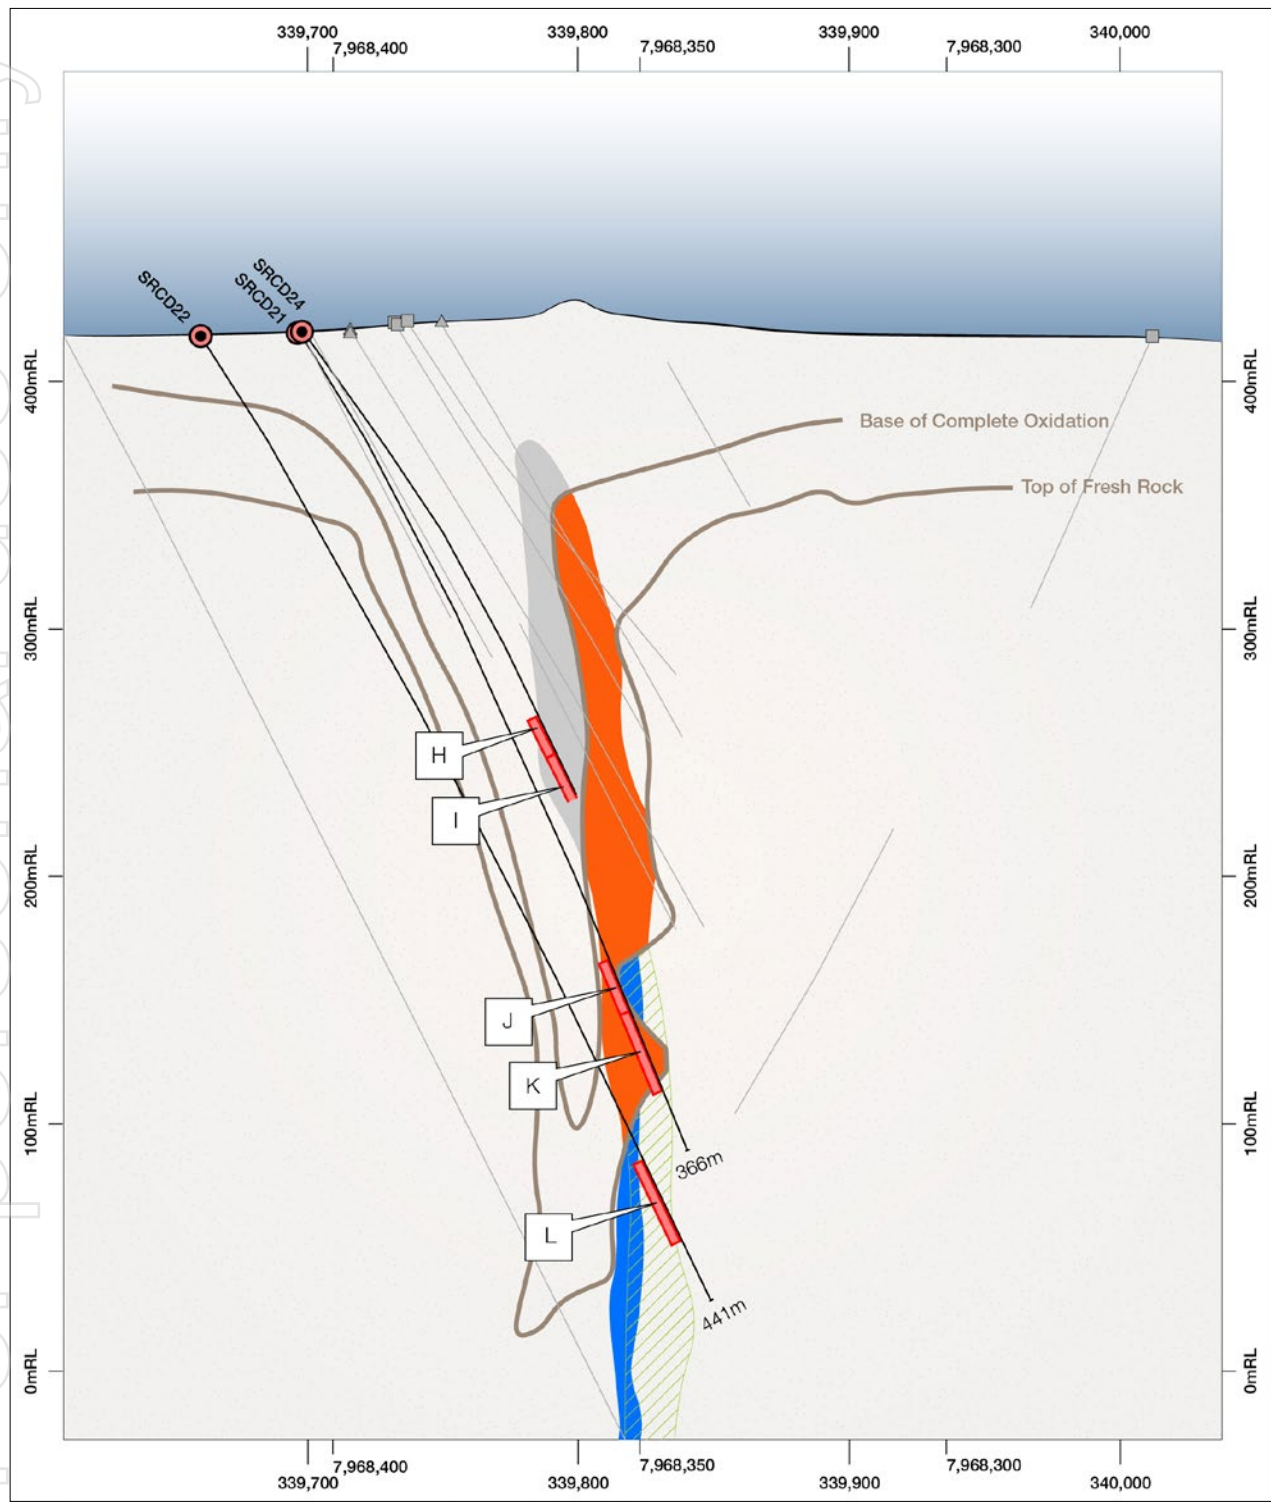 339,700
339,800
339,900
340,000
7,968,400
7,968,350
7,968,300
SRCD22
SRCD21
SRCD24
400mRL
400mRL
Base of Complete Oxidation
Top of Fresh Rock
300mRL
300mRL
H
I
200mRL
200mRL
J
K
100mRL
100mRL
366m
L
441m
0mRL
0mRL
7,968,400
7,968,350
7,968,300
339,700
339,800
339,900
340,000